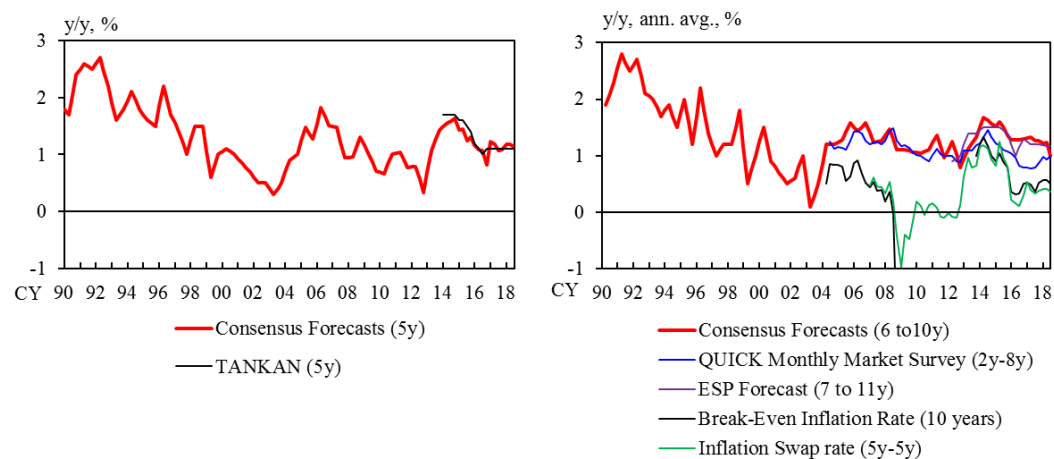 y/y, %
3
2
1
0
-1
CY 90 92 94 96 98 00 02 04 06 08 10 12 14 16 18
Consensus Forecasts (5y)
TANKAN (5y)
y/y, ann. avg., %
3
2
1
0
-1
CY 90 92 94 96 98 00 02 04 06 08 10 12 14 16 18
Consensus Forecasts (6 to10y)
QUICK Monthly Market Survey (2y-8y)
ESP Forecast (7 to 11y)
Break-Even Inflation Rate (10 years)
Inflation Swap rate (5y-5y)